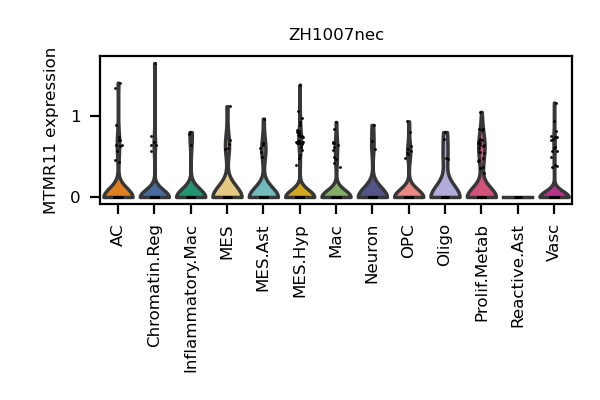 ZH1007nec
MTMR11 expression
1
0
AC
Chromatin.Reg
Inflammatory.Mac
MES
MES.Ast
MES.Hyp
Mac
Neuron
OPC
Oligo
Prolif.Metab
Reactive.Ast
Vasc